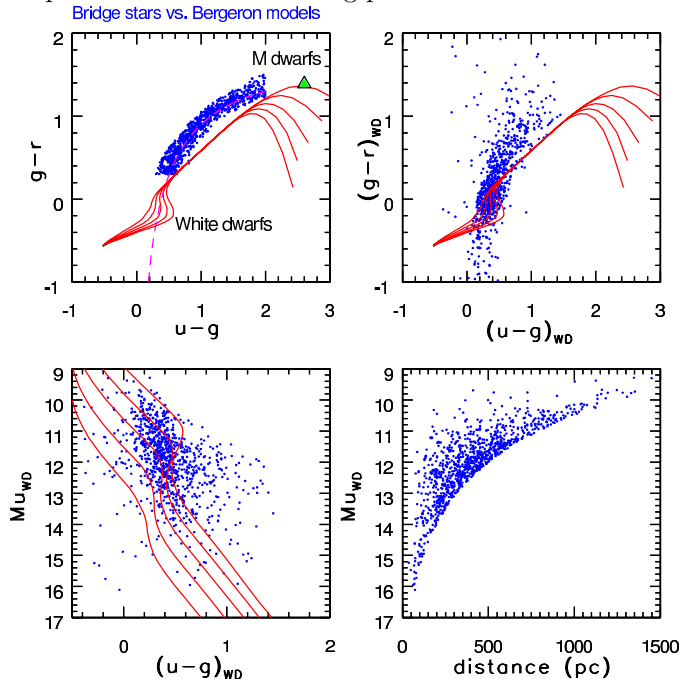 Bridge stars vs. Bergeron models
M dwarfs
White dwarfs
2
1
0
-1
g-r
-1 0 1 2 3
u-g
2
1
0
-1
(g-r)WD
-1 0 1 2 3
(u-g)WD
9
10
11
12
13
14
15
16
17
MuWD
0 1 2
(u-g)WD
9
10
11
12
13
14
15
16
17
MuWD
0 500 1000 1500
distance (pc)